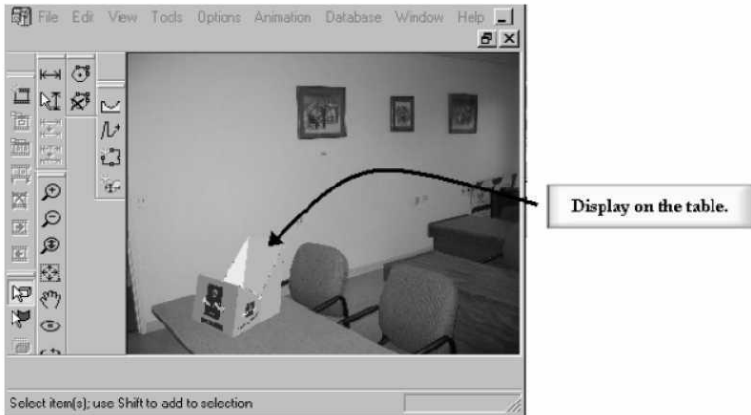 File Edit View Tools Options Animation Database Window Help
Display on the table.
Select item(s); use Shift to add to selection